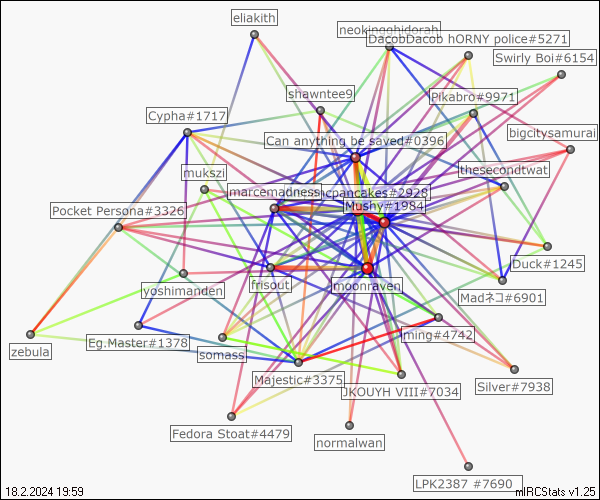 eliakith
neokingghidorah
DacobDacob hORNY police#5271
Swirly Boi#6154
shawntee9
Pikabro#9971
Cypha#1717
bigcitysamurai
Can anything be saved#0396
thesecondtwat
mukszi
marcemadness
cpancakes#2928
Mushy#1984
Pocket Persona#3326
Duck#1245
yoshimanden
frisout
moonraven
Madネコ#6901
ming#4742
Eg.Master#1378
zebula
somass
Majestic#3375
JKOUYH VIII#7034
Silver#7938
Fedora Stoat#4479
normalwan
LPK2387 #7690
18.2.2024 19:59
mIRCStats v1.25